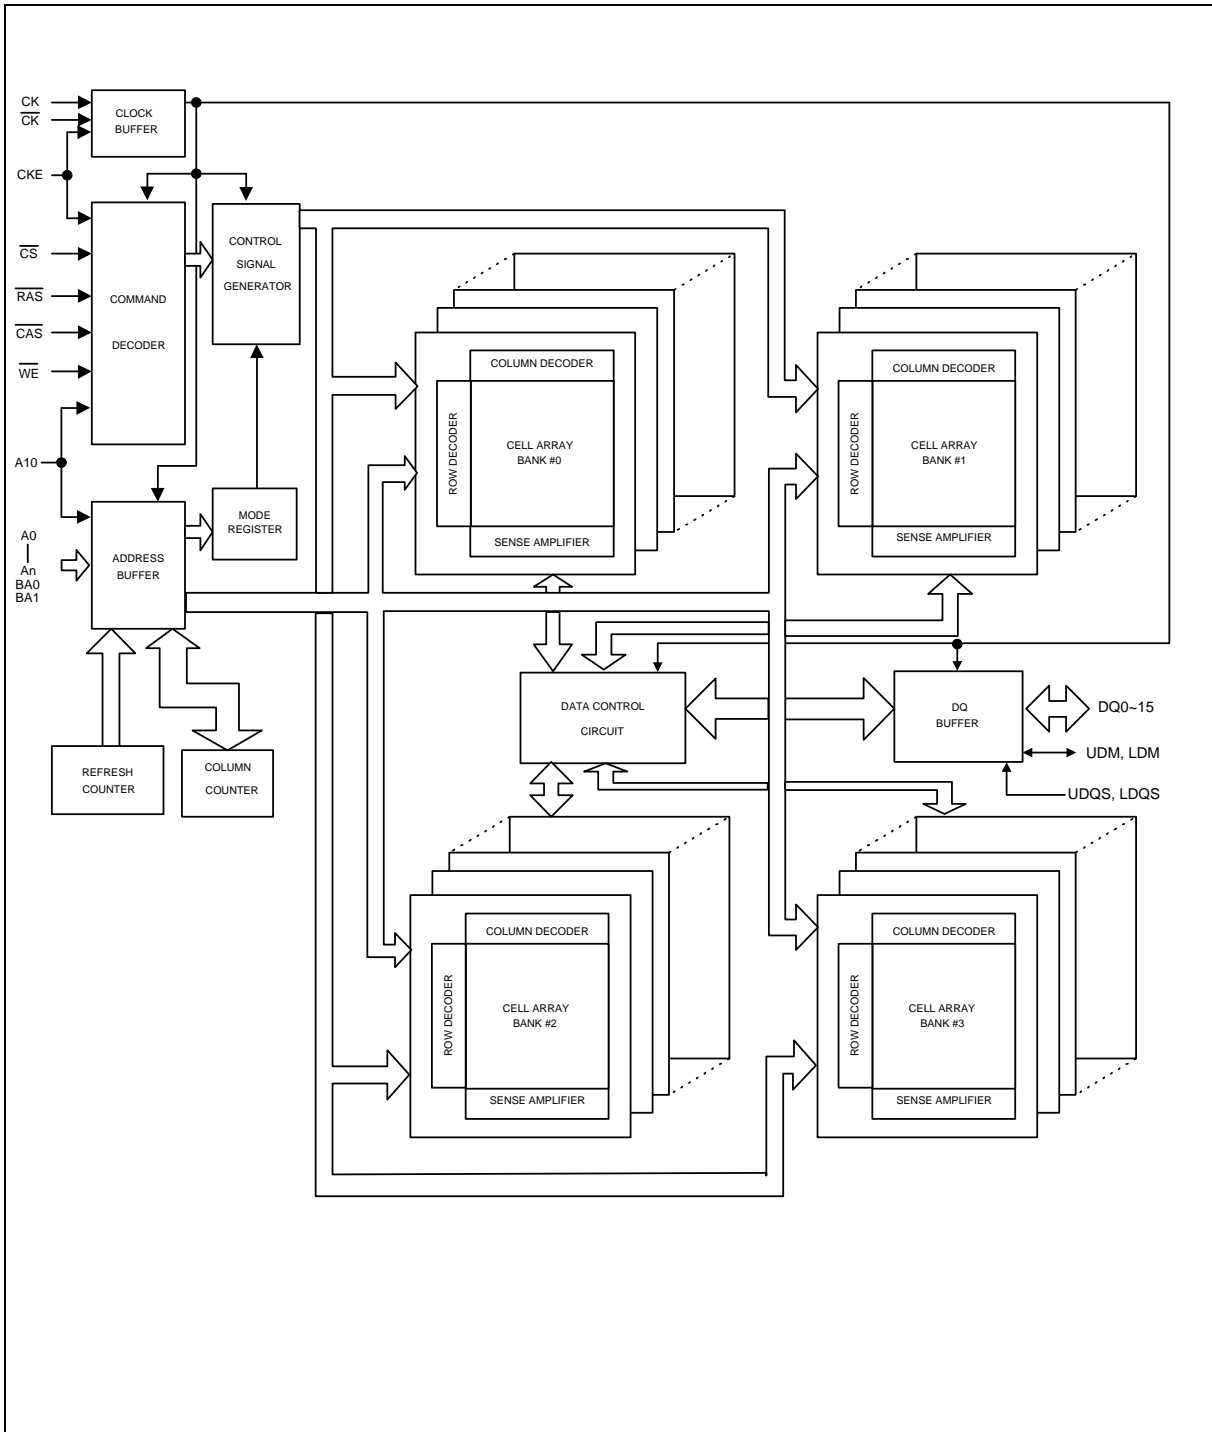 CK
CK
CKE
CS
RAS
CAS
WE
A10
A0
An
BA0
BA1
CLOCK
BUFFER
COMMAND
DECODER
CONTROL
SIGNAL
GENERATOR
MODE
REGISTER
ADDRESS
BUFFER
REFRESH
COUNTER
COLUMN
COUNTER
COLUMN DECODER
ROW DECODER
CELL ARRAY
BANK #0
SENSE AMPLIFIER
COLUMN DECODER
ROW DECODER
CELL ARRAY
BANK #1
SENSE AMPLIFIER
DATA CONTROL
CIRCUIT
DQ
BUFFER
DQ0~15
UDM, LDM
UDQS, LDQS
COLUMN DECODER
ROW DECODER
CELL ARRAY
BANK #2
SENSE AMPLIFIER
COLUMN DECODER
ROW DECODER
CELL ARRAY
BANK #3
SENSE AMPLIFIER